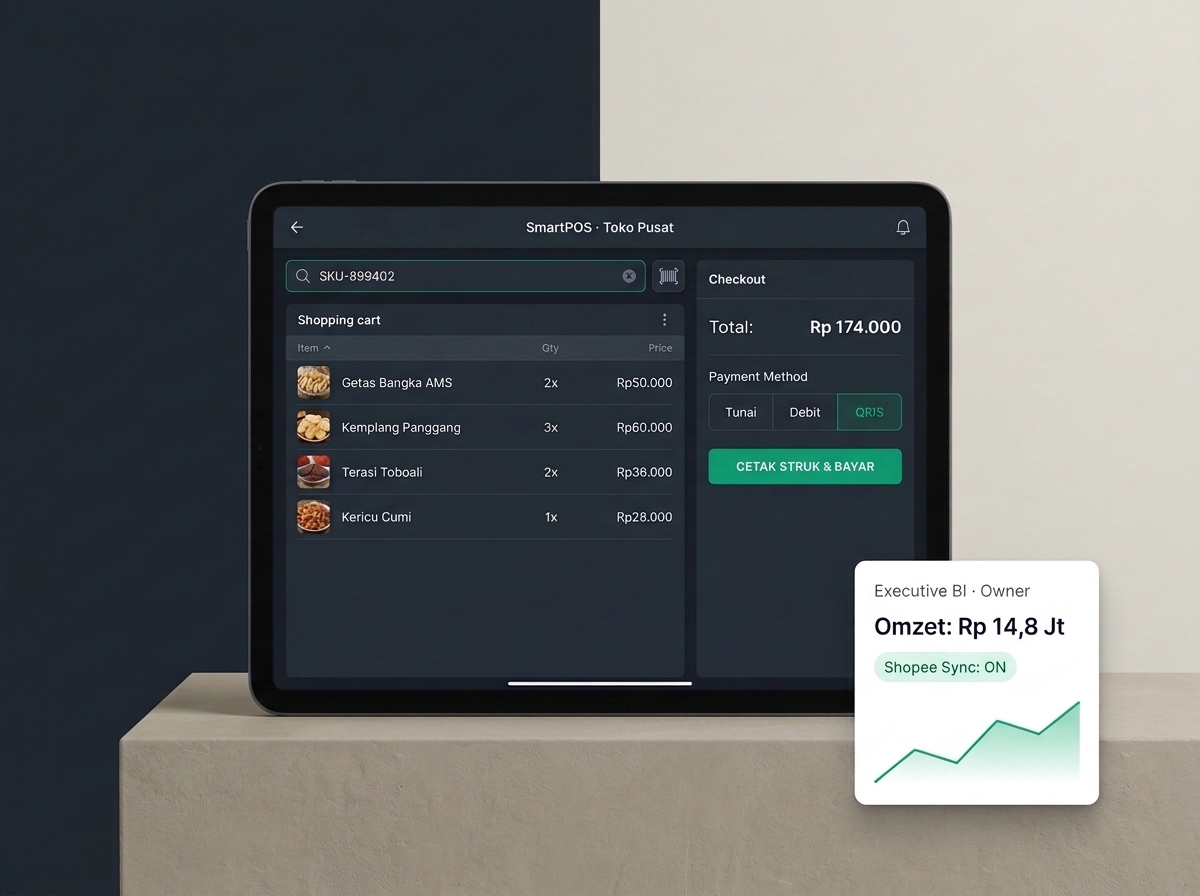 SmartPOS · Toko Pusat
SKU-899402
Shopping cart
Item Qty Price
Getas Bangka AMS 2x Rp50.000
Kemplang Panggang 3x Rp60.000
Terasi Toboali 2x Rp36.000
Kericu Cumi 1x Rp28.000
Checkout
Total: Rp 174.000
Payment Method
Tunai Debit QRIS
CETAK STRUK & BAYAR
Executive BI · Owner
Omzet: Rp 14,8 Jt
Shopee Sync: ON